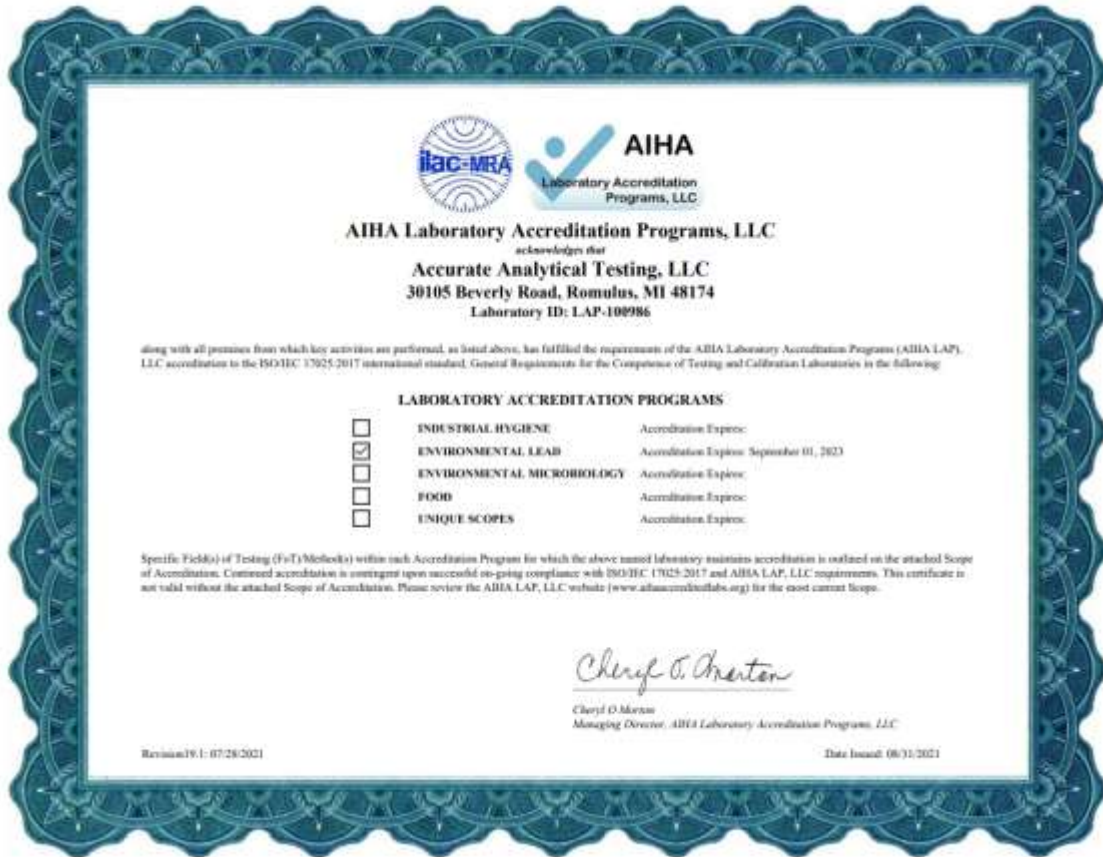 ilac-MRA
AIHA
Laboratory Accreditation
Programs, LLC
AIHA Laboratory Accreditation Programs, LLC
acknowledges that
Accurate Analytical Testing, LLC
30105 Beverly Road, Romulus, MI 48174
Laboratory ID: LAP-100986
along with all premises from which key activities are performed, as listed above, has fulfilled the requirements of the AIHA Laboratory Accreditation Programs (AIHA LAP),
LLC accreditation to the ISO/IEC 17025:2017 international standard, General Requirements for the Competence of Testing and Calibration Laboratories in the following:
LABORATORY ACCREDITATION PROGRAMS
INDUSTRIAL HYGIENE Accreditation Expires:
ENVIRONMENTAL LEAD Accreditation Expires: September 01, 2023
ENVIRONMENTAL MICROBIOLOGY Accreditation Expires:
FOOD Accreditation Expires:
UNIQUE SCOPES Accreditation Expires:
Specific Field(s) of Testing (FoT)/Method(s) within each Accreditation Program for which the above named laboratory maintains accreditation is outlined on the attached Scope
of Accreditation. Continued accreditation is contingent upon successful on-going compliance with ISO/IEC 17025:2017 and AIHA LAP, LLC requirements. This certificate is
not valid without the attached Scope of Accreditation. Please review the AIHA LAP, LLC website (www.aihaaccreditedlabs.org) for the most current Scope.
Cheryl O. Morton
Cheryl O Morton
Managing Director, AIHA Laboratory Accreditation Programs, LLC
Revision19.1: 07/28/2021 Date Issued: 08/31/2021